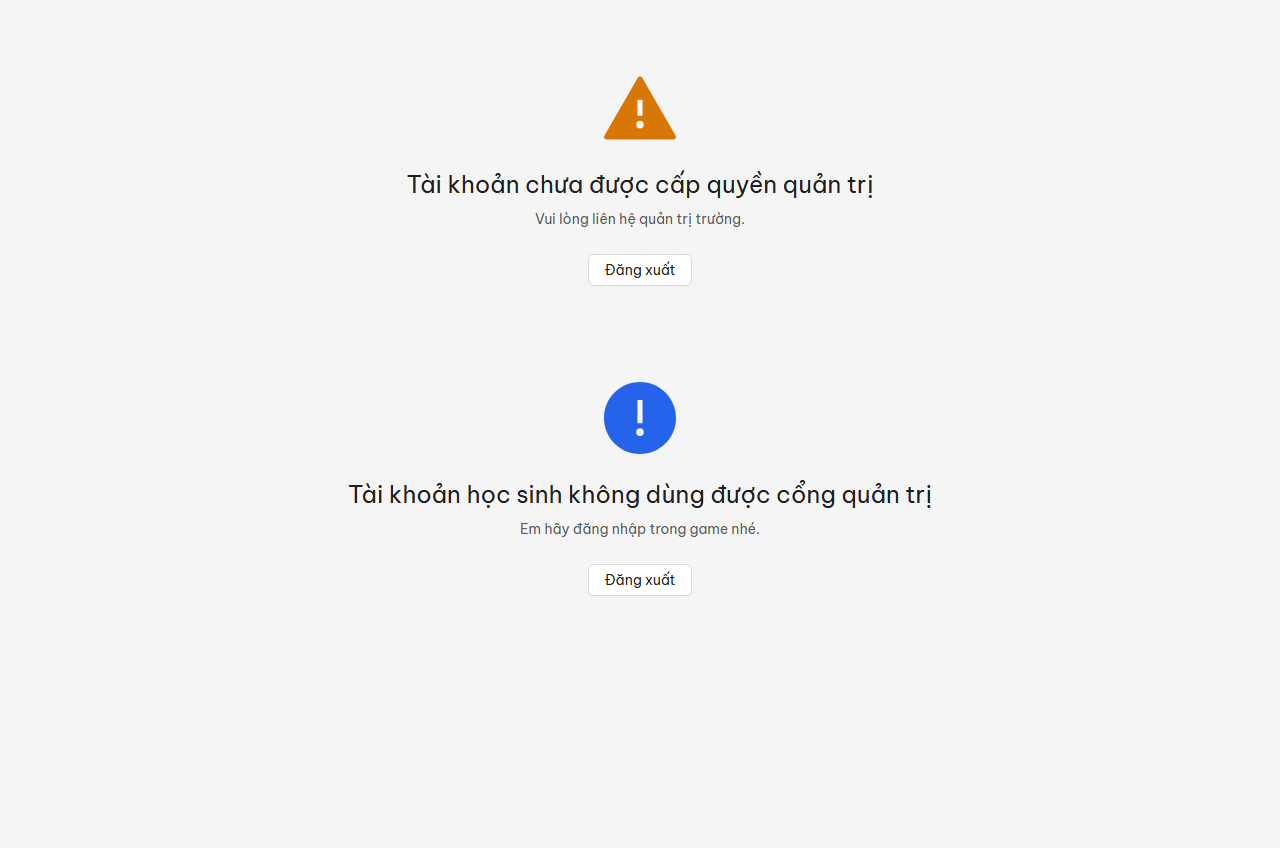 Tài khoản chưa được cấp quyền quản trị
Vui lòng liên hệ quản trị trường.
Đăng xuất
Tài khoản học sinh không dùng được cổng quản trị
Em hãy đăng nhập trong game nhé.
Đăng xuất